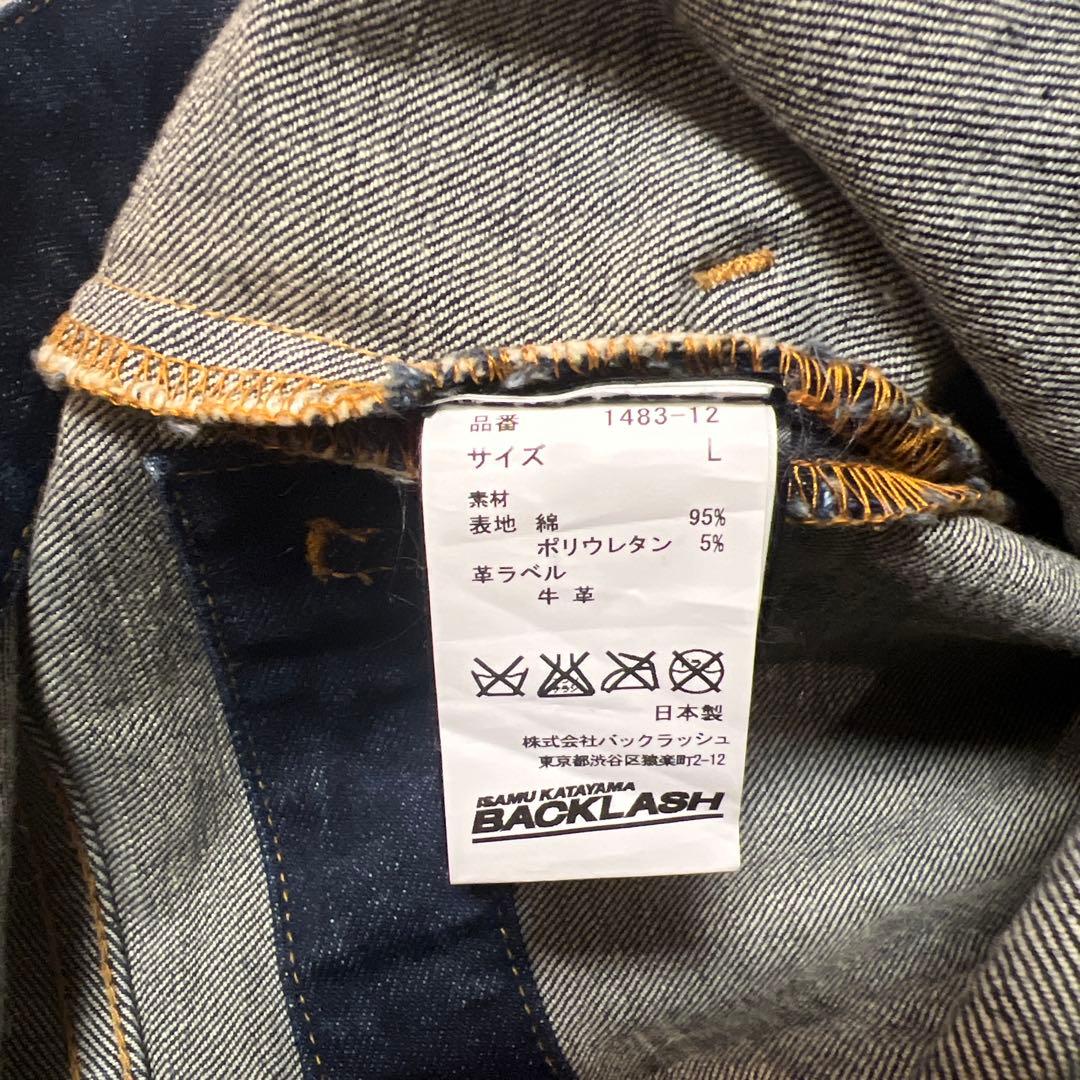 品番 1483-12
サイズ L
素材
表地 綿 95%
ポリウレタン 5%
革ラベル
牛 革
日本製
株式会社バックラッシュ
東京都渋谷区猿楽町2-12
ISAMU KATAYAMA
BACKLASH